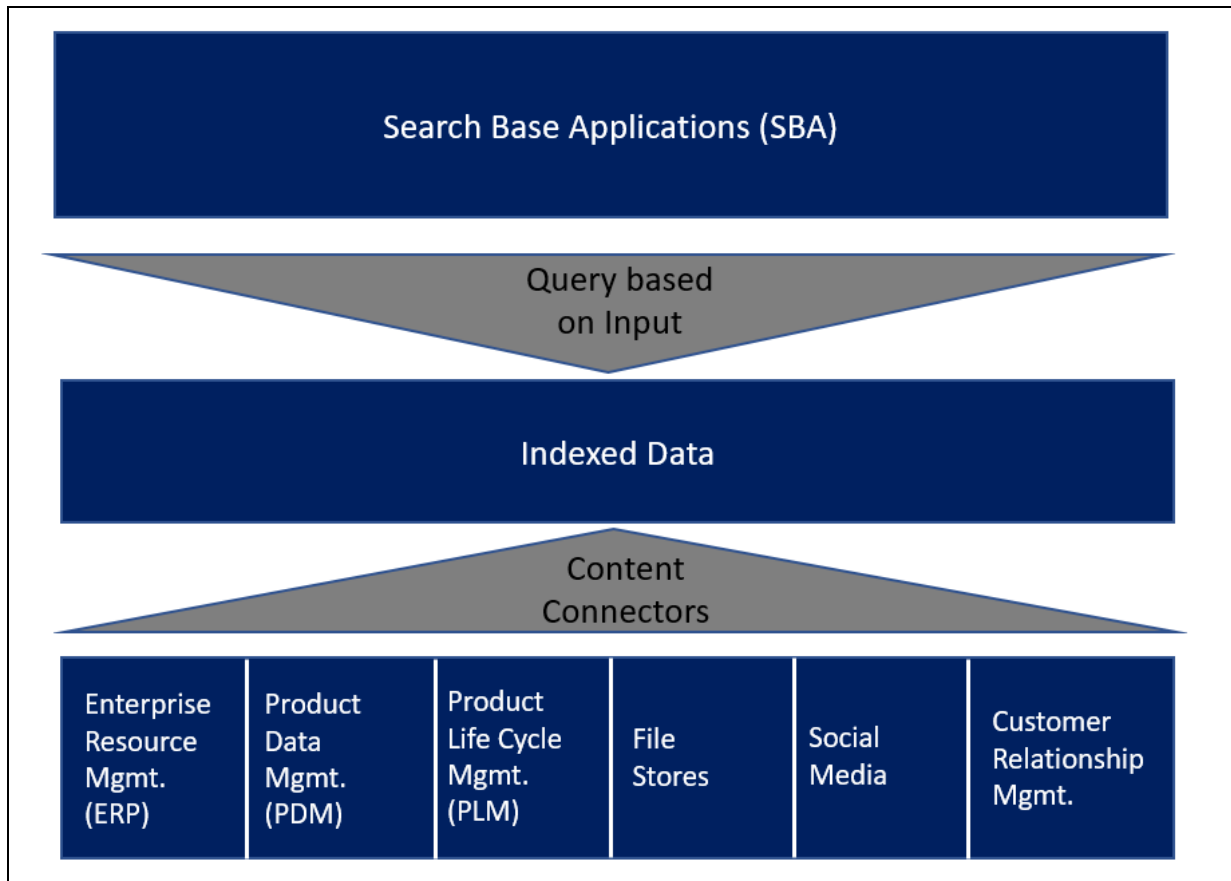 Search Base Applications (SBA)
Query based
on Input
Indexed Data
Content
Connectors
Enterprise
Resource
Mgmt.
(ERP)
Product
Data
Mgmt.
(PDM)
Product
Life Cycle
Mgmt.
(PLM)
File
Stores
Social
Media
Customer
Relationship
Mgmt.